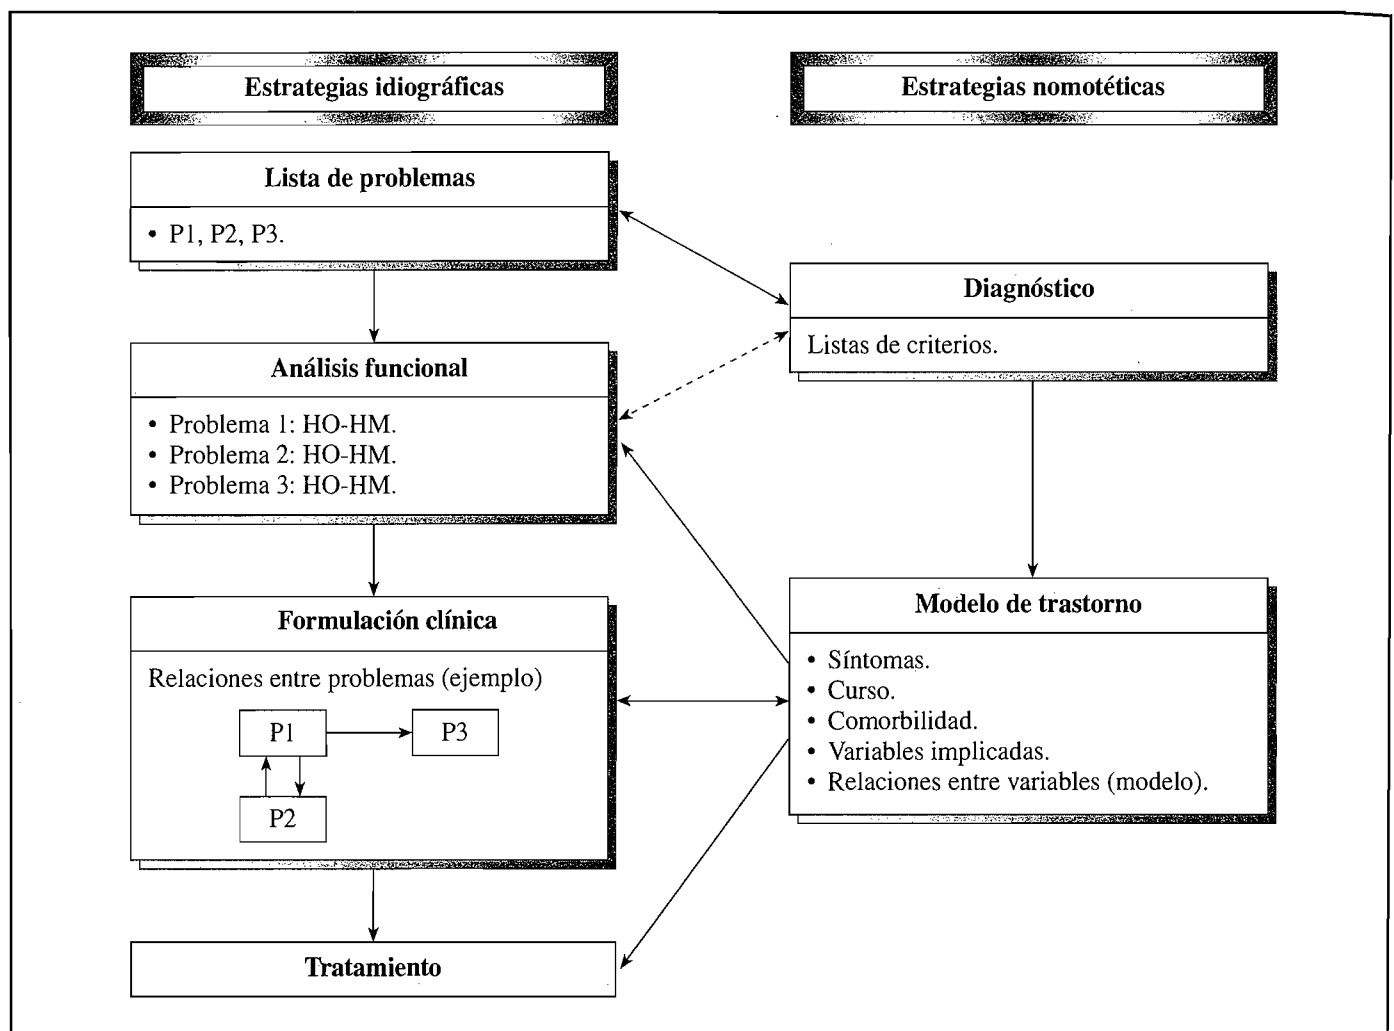 Estrategias idiográficas
Estrategias nomotéticas
Lista de problemas
• P1, P2, P3.
Diagnóstico
Listas de criterios.
Análisis funcional
• Problema 1: HO-HM.
• Problema 2: HO-HM.
• Problema 3: HO-HM.
Formulación clínica
Relaciones entre problemas (ejemplo)
P1
P3
P2
Modelo de trastorno
• Síntomas.
• Curso.
• Comorbilidad.
• Variables implicadas.
• Relaciones entre variables (modelo).
Tratamiento